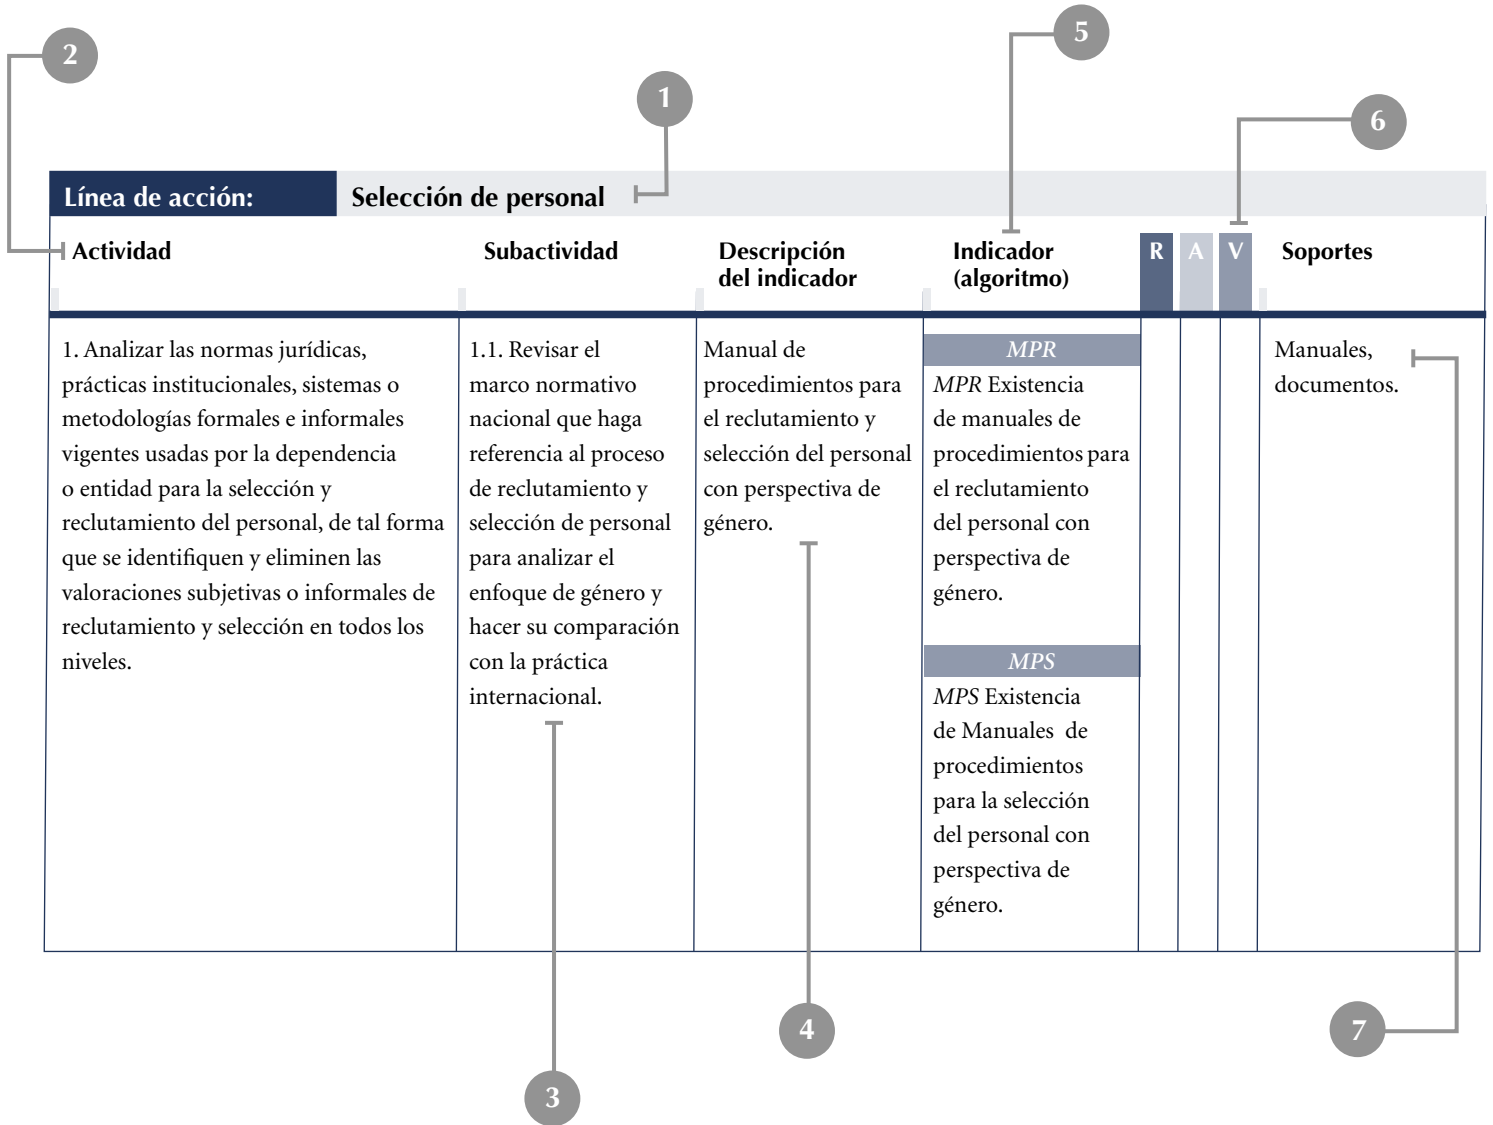 2
5
1
6
Línea de acción:
Selección de personal
Actividad
Subactividad
Descripción
del indicador
Indicador
(algoritmo)
R
A
V
Soportes
1. Analizar las normas jurídicas,
prácticas institucionales, sistemas o
metodologías formales e informales
vigentes usadas por la dependencia
o entidad para la selección y
reclutamiento del personal, de tal forma
que se identifiquen y eliminen las
valoraciones subjetivas o informales de
reclutamiento y selección en todos los
niveles.
1.1. Revisar el
marco normativo
nacional que haga
referencia al proceso
de reclutamiento y
selección de personal
para analizar el
enfoque de género y
hacer su comparación
con la práctica
internacional.
Manual de
procedimientos para
el reclutamiento y
selección del personal
con perspectiva de
género.
MPR
MPR Existencia
de manuales de
procedimientos para
el reclutamiento
del personal con
perspectiva de
género.
MPS
MPS Existencia
de Manuales de
procedimientos
para la selección
del personal con
perspectiva de
género.
Manuales,
documentos.
4
7
3